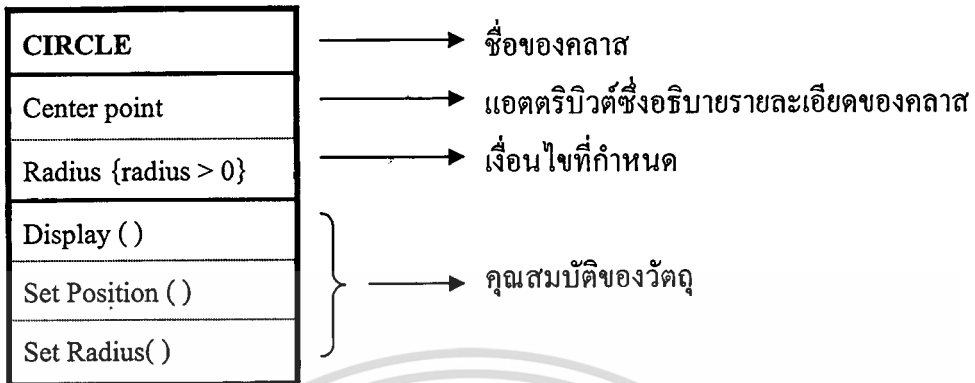 CIRCLE ชื่อของคลาส
Center point แอตตริบิวต์ซึ่งอธิบายรายละเอียดของคลาส
Radius {radius > 0} เงื่อนไขที่กำหนด
Display ( )
Set Position ( ) คุณสมบัติของวัตถุ
Set Radius( )